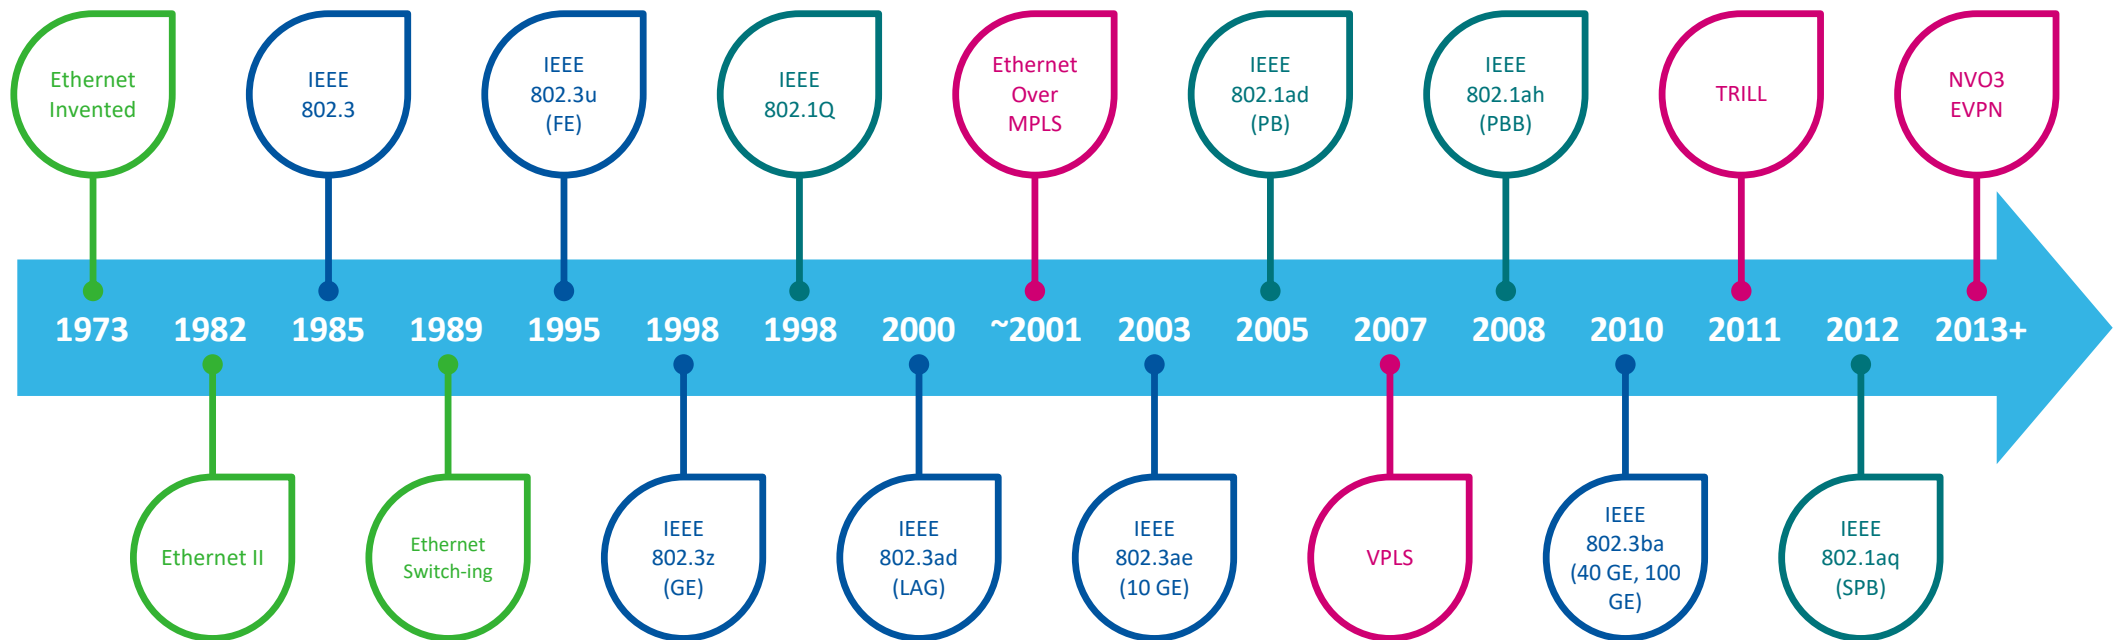 Ethernet
Invented
IEEE
802.3
IEEE
802.3u
(FE)
IEEE
802.1Q
Ethernet
Over
MPLS
IEEE
802.1ad
(PB)
IEEE
802.1ah
(PBB)
TRILL
NVO3
EVPN
1973 1982 1985 1989 1995 1998 1998 2000 ~2001 2003 2005 2007 2008 2010 2011 2012 2013+
Ethernet II
Ethernet
Switch-ing
IEEE
802.3z
(GE)
IEEE
802.3ad
(LAG)
IEEE
802.3ae
(10 GE)
VPLS
IEEE
802.3ba
(40 GE, 100
GE)
IEEE
802.1aq
(SPB)